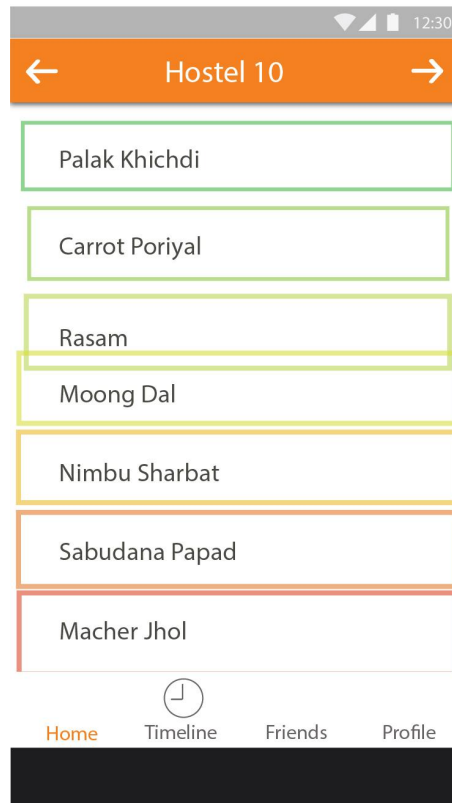 12:30
Hostel 10
Palak Khichdi
Carrot Poriyal
Rasam
Moong Dal
Nimbu Sharbat
Sabudana Papad
Macher Jhol
Home Timeline Friends Profile